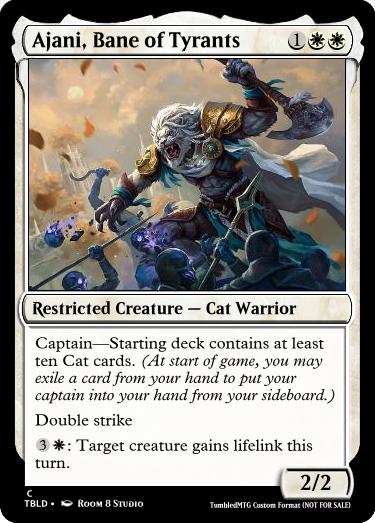 Ajani, Bane of Tyrants 1
Restricted Creature — Cat Warrior
Captain—Starting deck contains at least
ten Cat cards. (At start of game, you may
exile a card from your hand to put your
captain into your hand from your sideboard.)
Double strike
3 : Target creature gains lifelink this
turn.
2/2
C
TBLD • Room 8 Studio
TumbledMTG Custom Format (NOT FOR SALE)